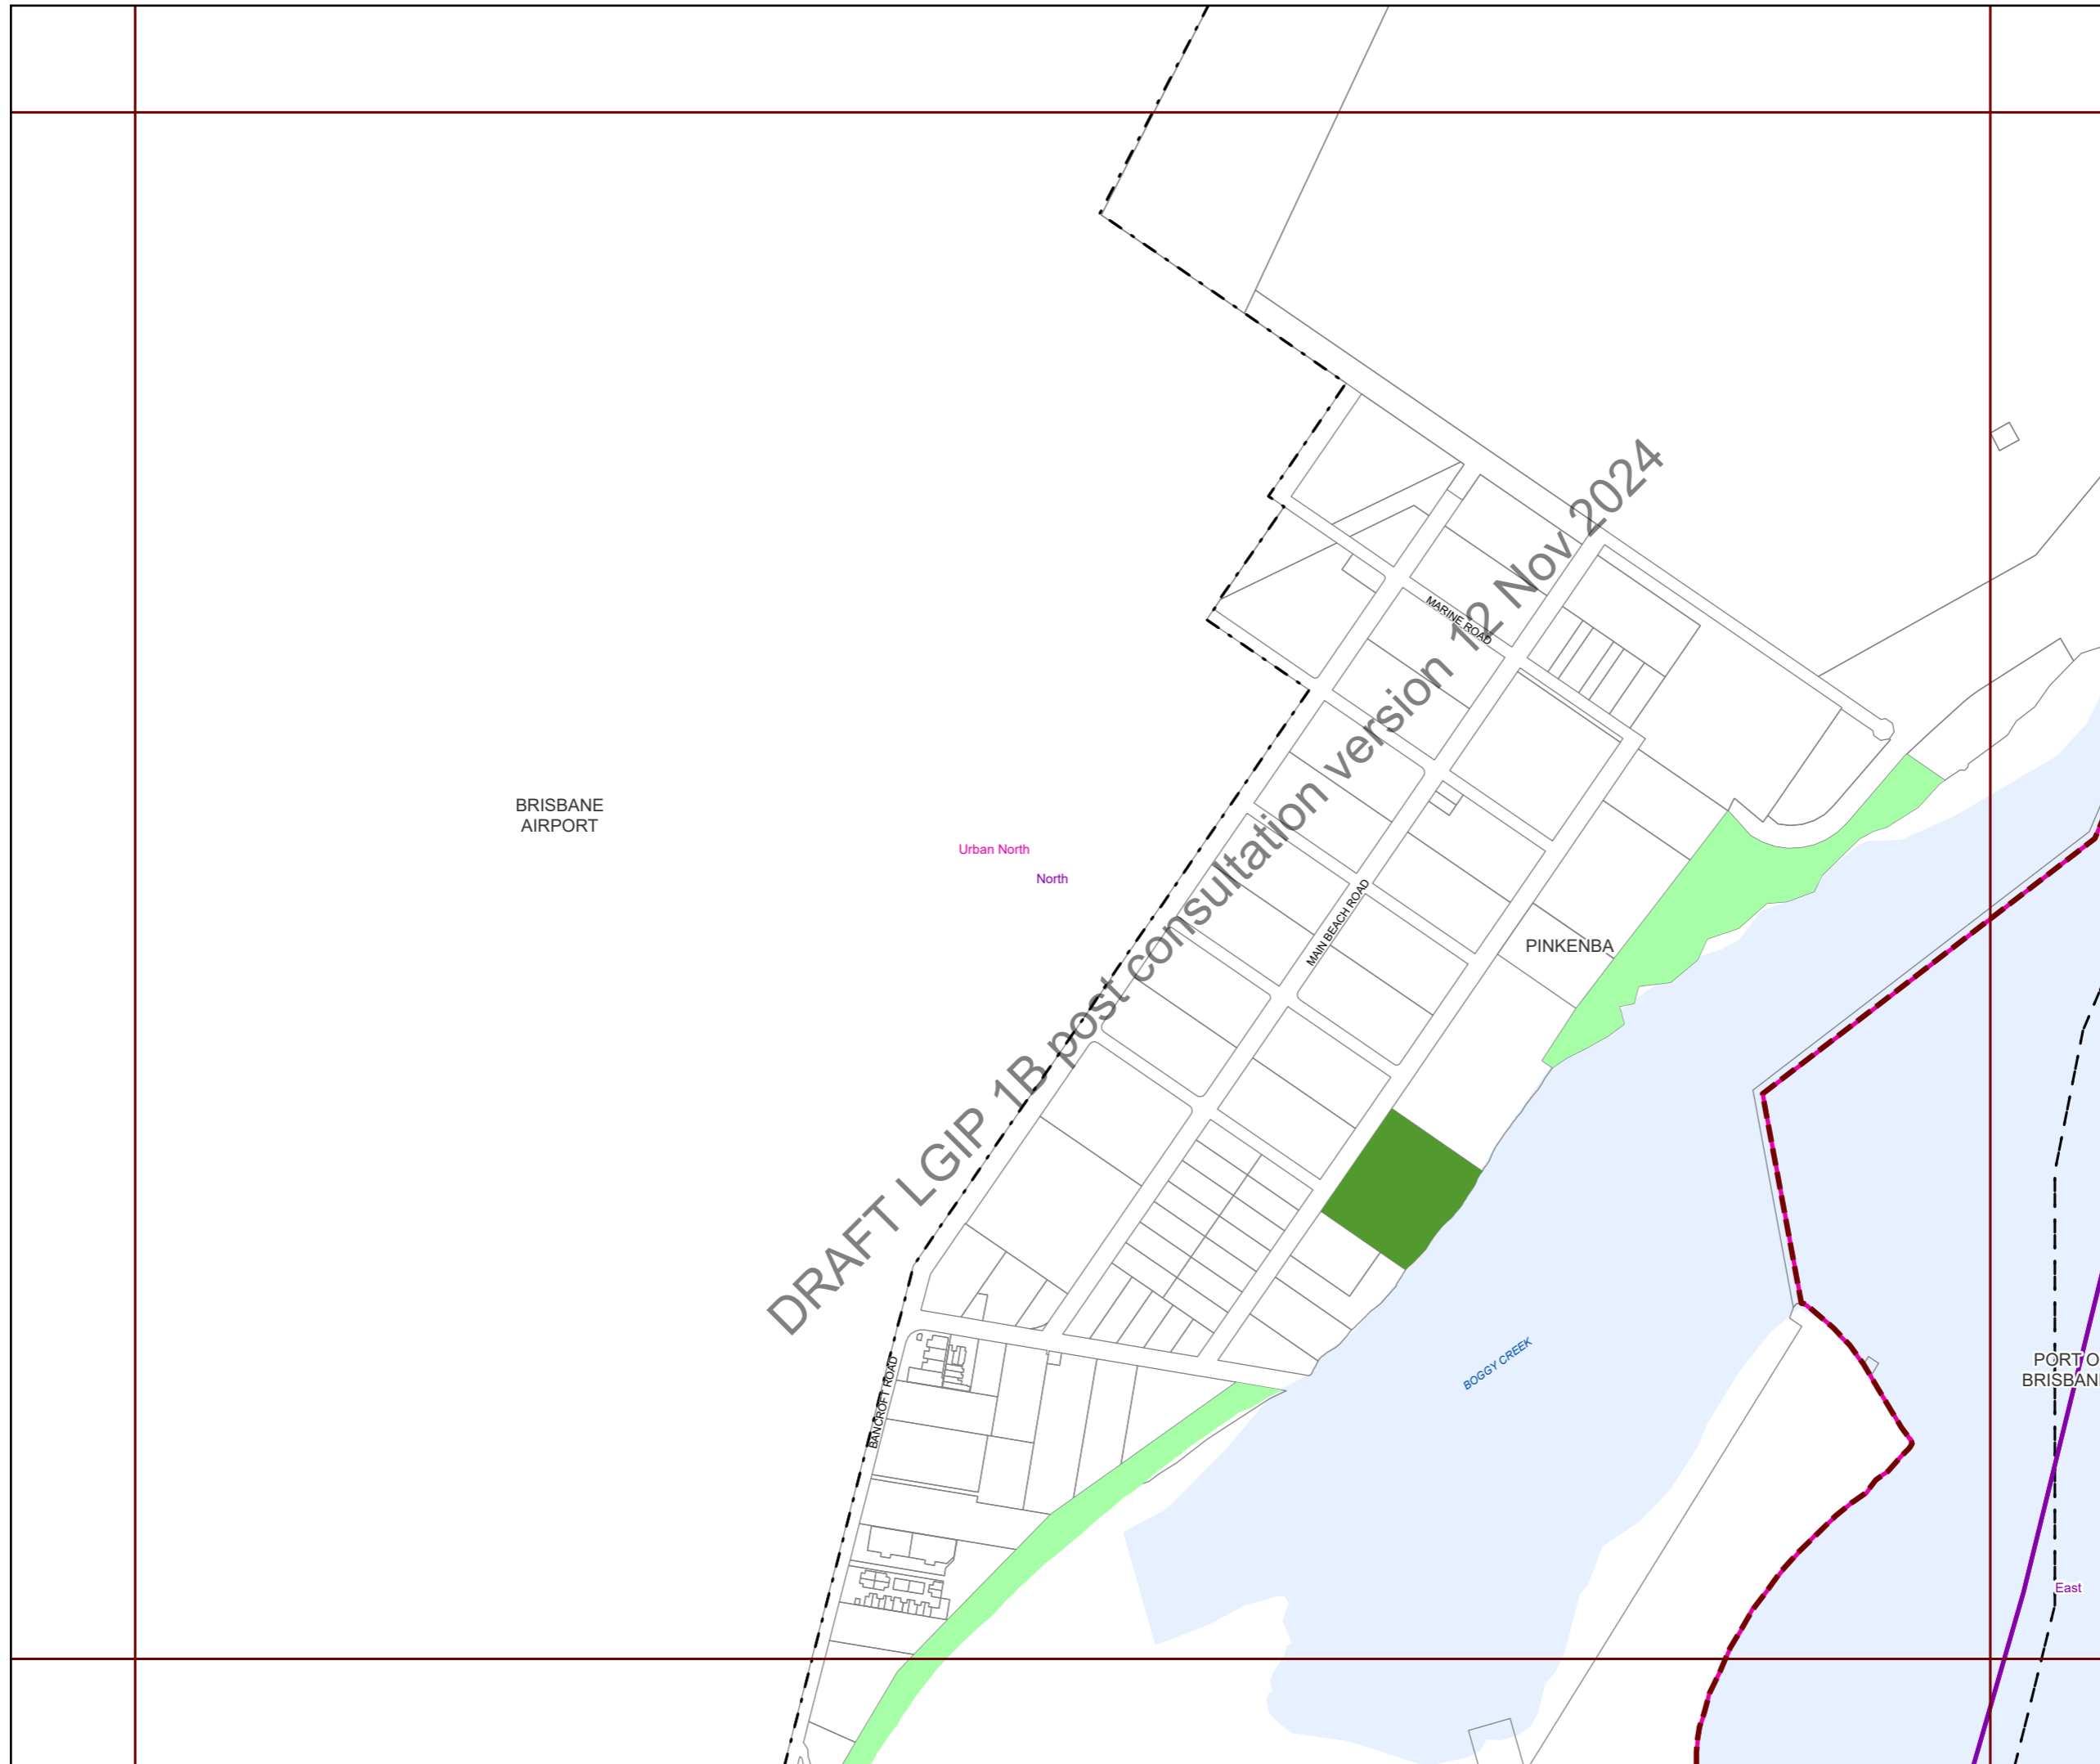 DRAFT LGIP 1B post consultation version 12 Nov 2024
MARINE ROAD
BRISBANE
AIRPORT
Urban North
North
MAIN BEACH ROAD
PINKENBA
BOGGY CREEK
PORT O
BRISBAN
BANCROFT ROAD
East